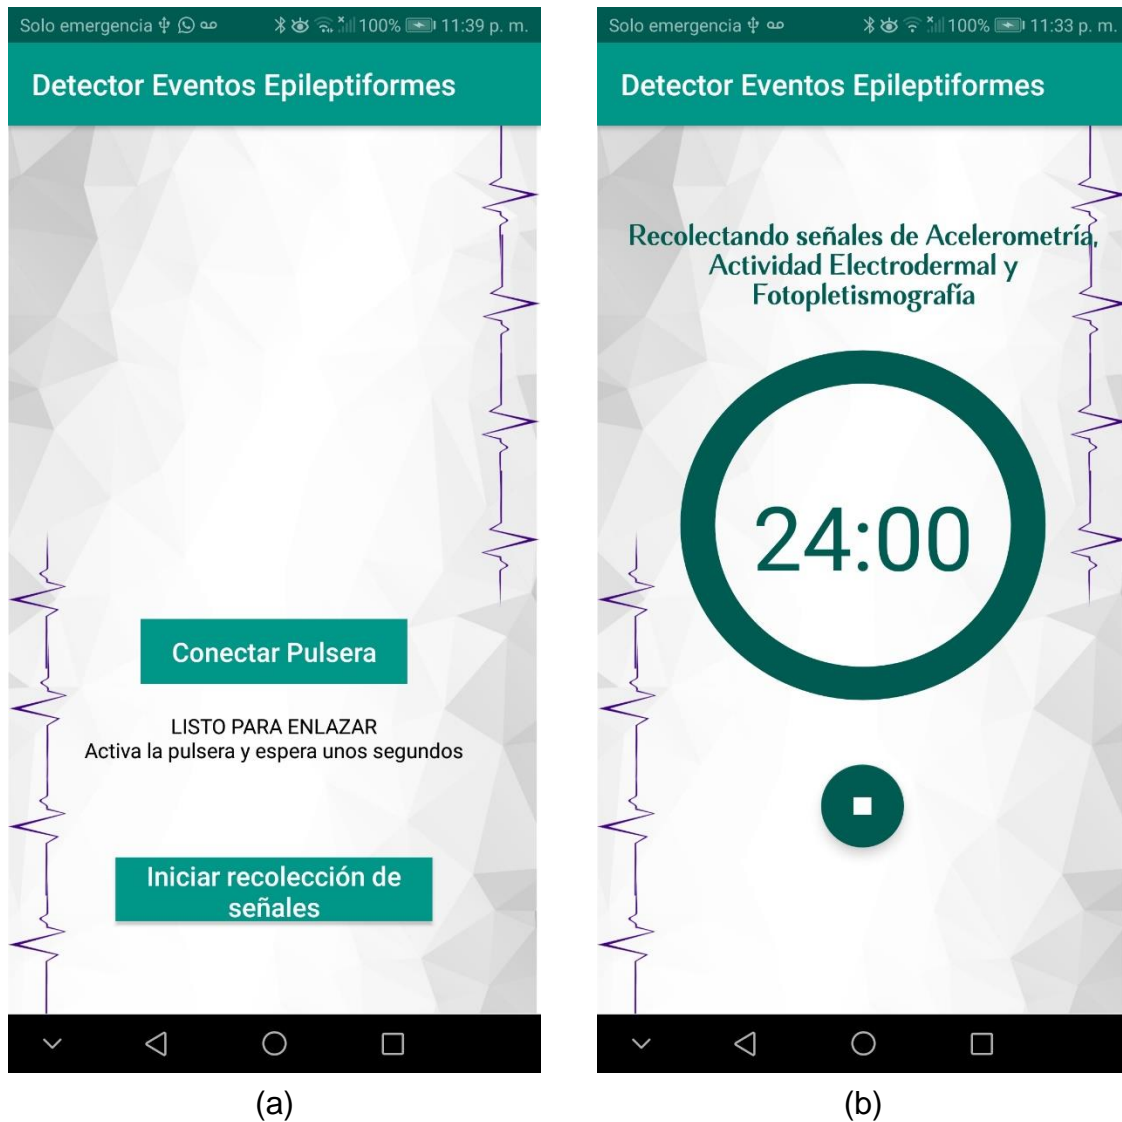 Solo emergencia 100% 11:39 p. m.
Detector Eventos Epileptiformes
Conectar Pulsera
LISTO PARA ENLAZAR
Activa la pulsera y espera unos segundos
Iniciar recolección de
señales
(a)
Solo emergencia 100% 11:33 p. m.
Detector Eventos Epileptiformes
Recolectando señales de Acelerometría,
Actividad Electrodermal y
Fotopletismografía
24:00
(b)